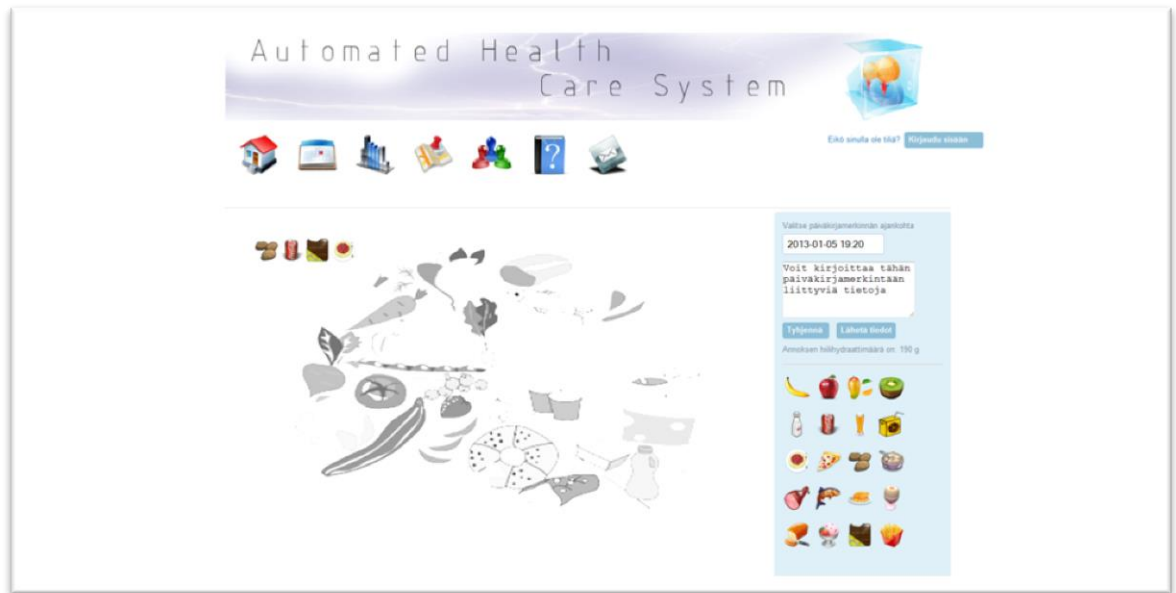 Automated Health
Care System
Eikö sinulla ole tiliä? Kirjaudu sisään
Valitse päiväkirjamerkinnän ajankohta
2013-01-05 19:20
Voit kirjoittaa tähän
päiväkirjamerkintään
liittyviä tietoja
Tyhjennä Lähetä tiedot
Annoksen hiilihydraattimäärä on: 190 g